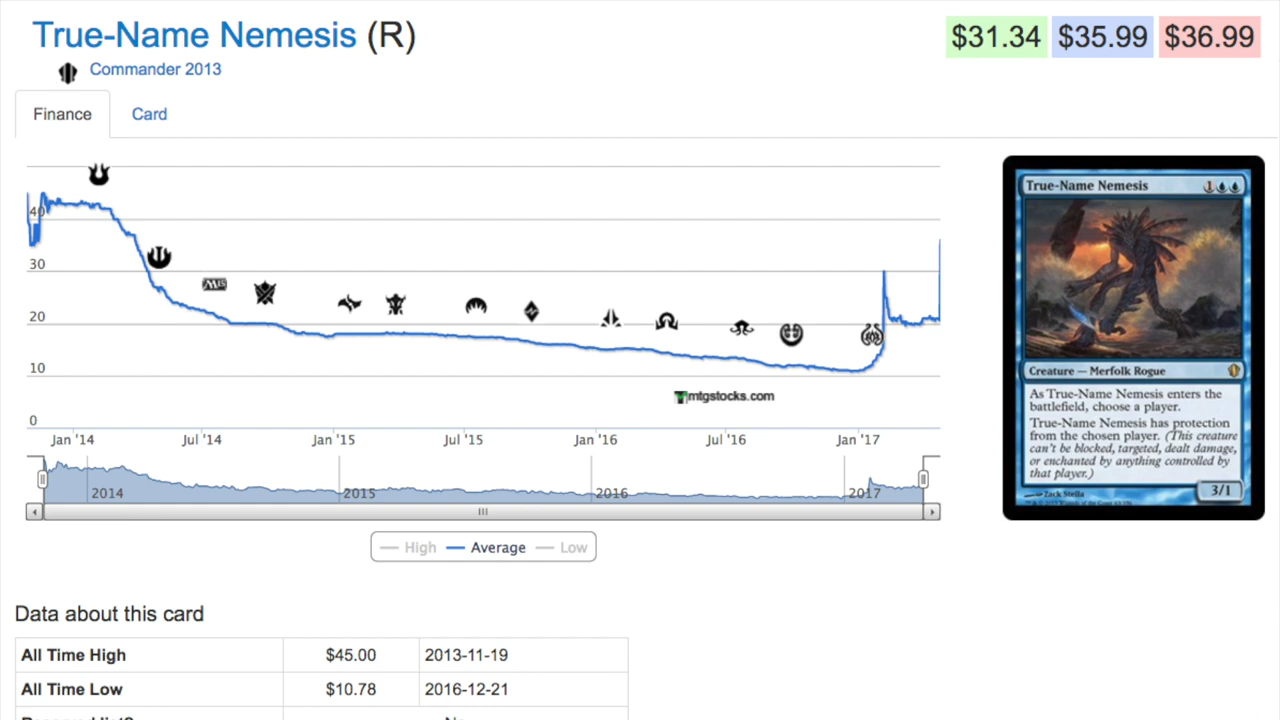 True-Name Nemesis (R)
$31.34 $35.99 $36.99
Commander 2013
Finance Card
40
30
20
10
0
M15
mtgstocks.com
Jan '14 Jul '14 Jan '15 Jul '15 Jan '16 Jul '16 Jan '17
2014 2015 2016 2017
High Average Low
True-Name Nemesis 1
Creature — Merfolk Rogue
As True-Name Nemesis enters the
battlefield, choose a player.
True-Name Nemesis has protection
from the chosen player. (This creature
can't be blocked, targeted, dealt damage,
or enchanted by anything controlled by
that player.)
Zack Stella
3/1
Data about this card
All Time High $45.00 2013-11-19
All Time Low $10.78 2016-12-21